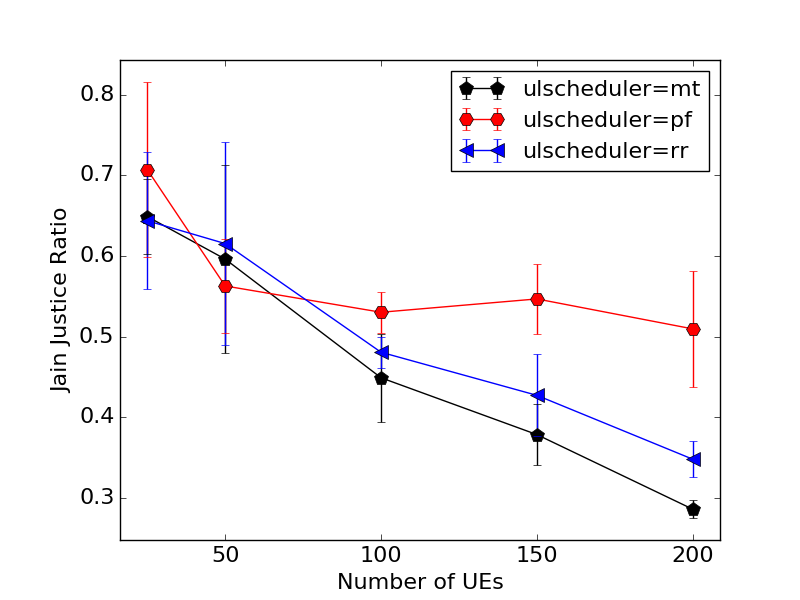 0.8
0.7
0.6
0.5
0.4
0.3
Jain Justice Ratio
ulscheduler=mt
ulscheduler=pf
ulscheduler=rr
50
100
150
200
Number of UEs